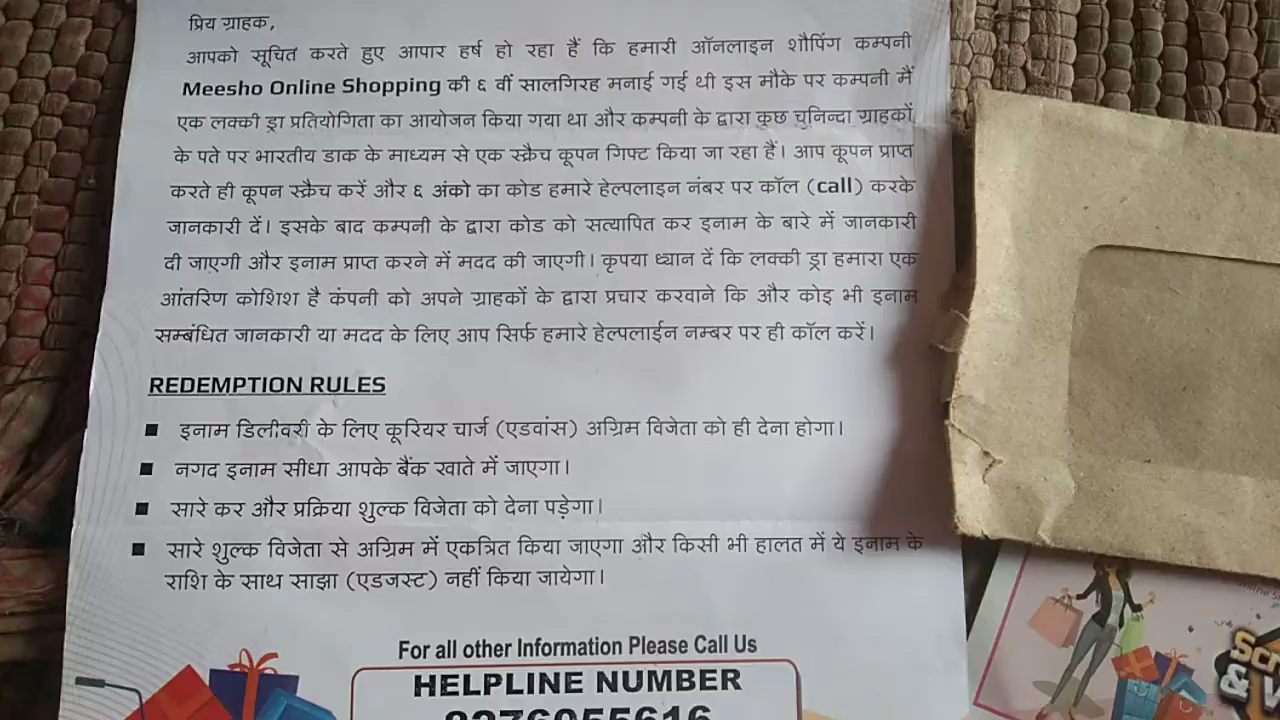 प्रिय ग्राहक,
आपको सूचित करते हुए आपार हर्ष हो रहा हैं कि हमारी ऑनलाइन शौपिंग कम्पनी
Meesho Online Shopping की ६ वीं सालगिरह मनाई गई थी इस मौके पर कम्पनी मैं
एक लक्की ड्रा प्रतियोगिता का आयोजन किया गया था और कम्पनी के द्वारा कुछ चुनिन्दा ग्राहकों
के पते पर भारतीय डाक के माध्यम से एक स्क्रैच कूपन गिफ्ट किया जा रहा हैं। आप कूपन प्राप्त
करते ही कूपन स्क्रैच करें और ६ अंको का कोड हमारे हेल्पलाइन नंबर पर कॉल (call) करके
जानकारी दें। इसके बाद कम्पनी के द्वारा कोड को सत्यापित कर इनाम के बारे में जानकारी
दी जाएगी और इनाम प्राप्त करने में मदद की जाएगी। कृपया ध्यान दें कि लक्की ड्रा हमारा एक
आंतरिण कोशिश है कंपनी को अपने ग्राहकों के द्वारा प्रचार करवाने कि और कोइ भी इनाम
सम्बंधित जानकारी या मदद के लिए आप सिर्फ हमारे हेल्पलाईन नम्बर पर ही कॉल करें।
REDEMPTION RULES
▪ इनाम डिलीवरी के लिए कूरियर चार्ज (एडवांस) अग्रिम विजेता को ही देना होगा।
▪ नगद इनाम सीधा आपके बैंक खाते में जाएगा।
▪ सारे कर और प्रक्रिया शुल्क विजेता को देना पड़ेगा।
▪ सारे शुल्क विजेता से अग्रिम में एकत्रित किया जाएगा और किसी भी हालत में ये इनाम के
राशि के साथ साझा (एडजस्ट) नहीं किया जायेगा।
For all other Information Please Call Us
HELPLINE NUMBER